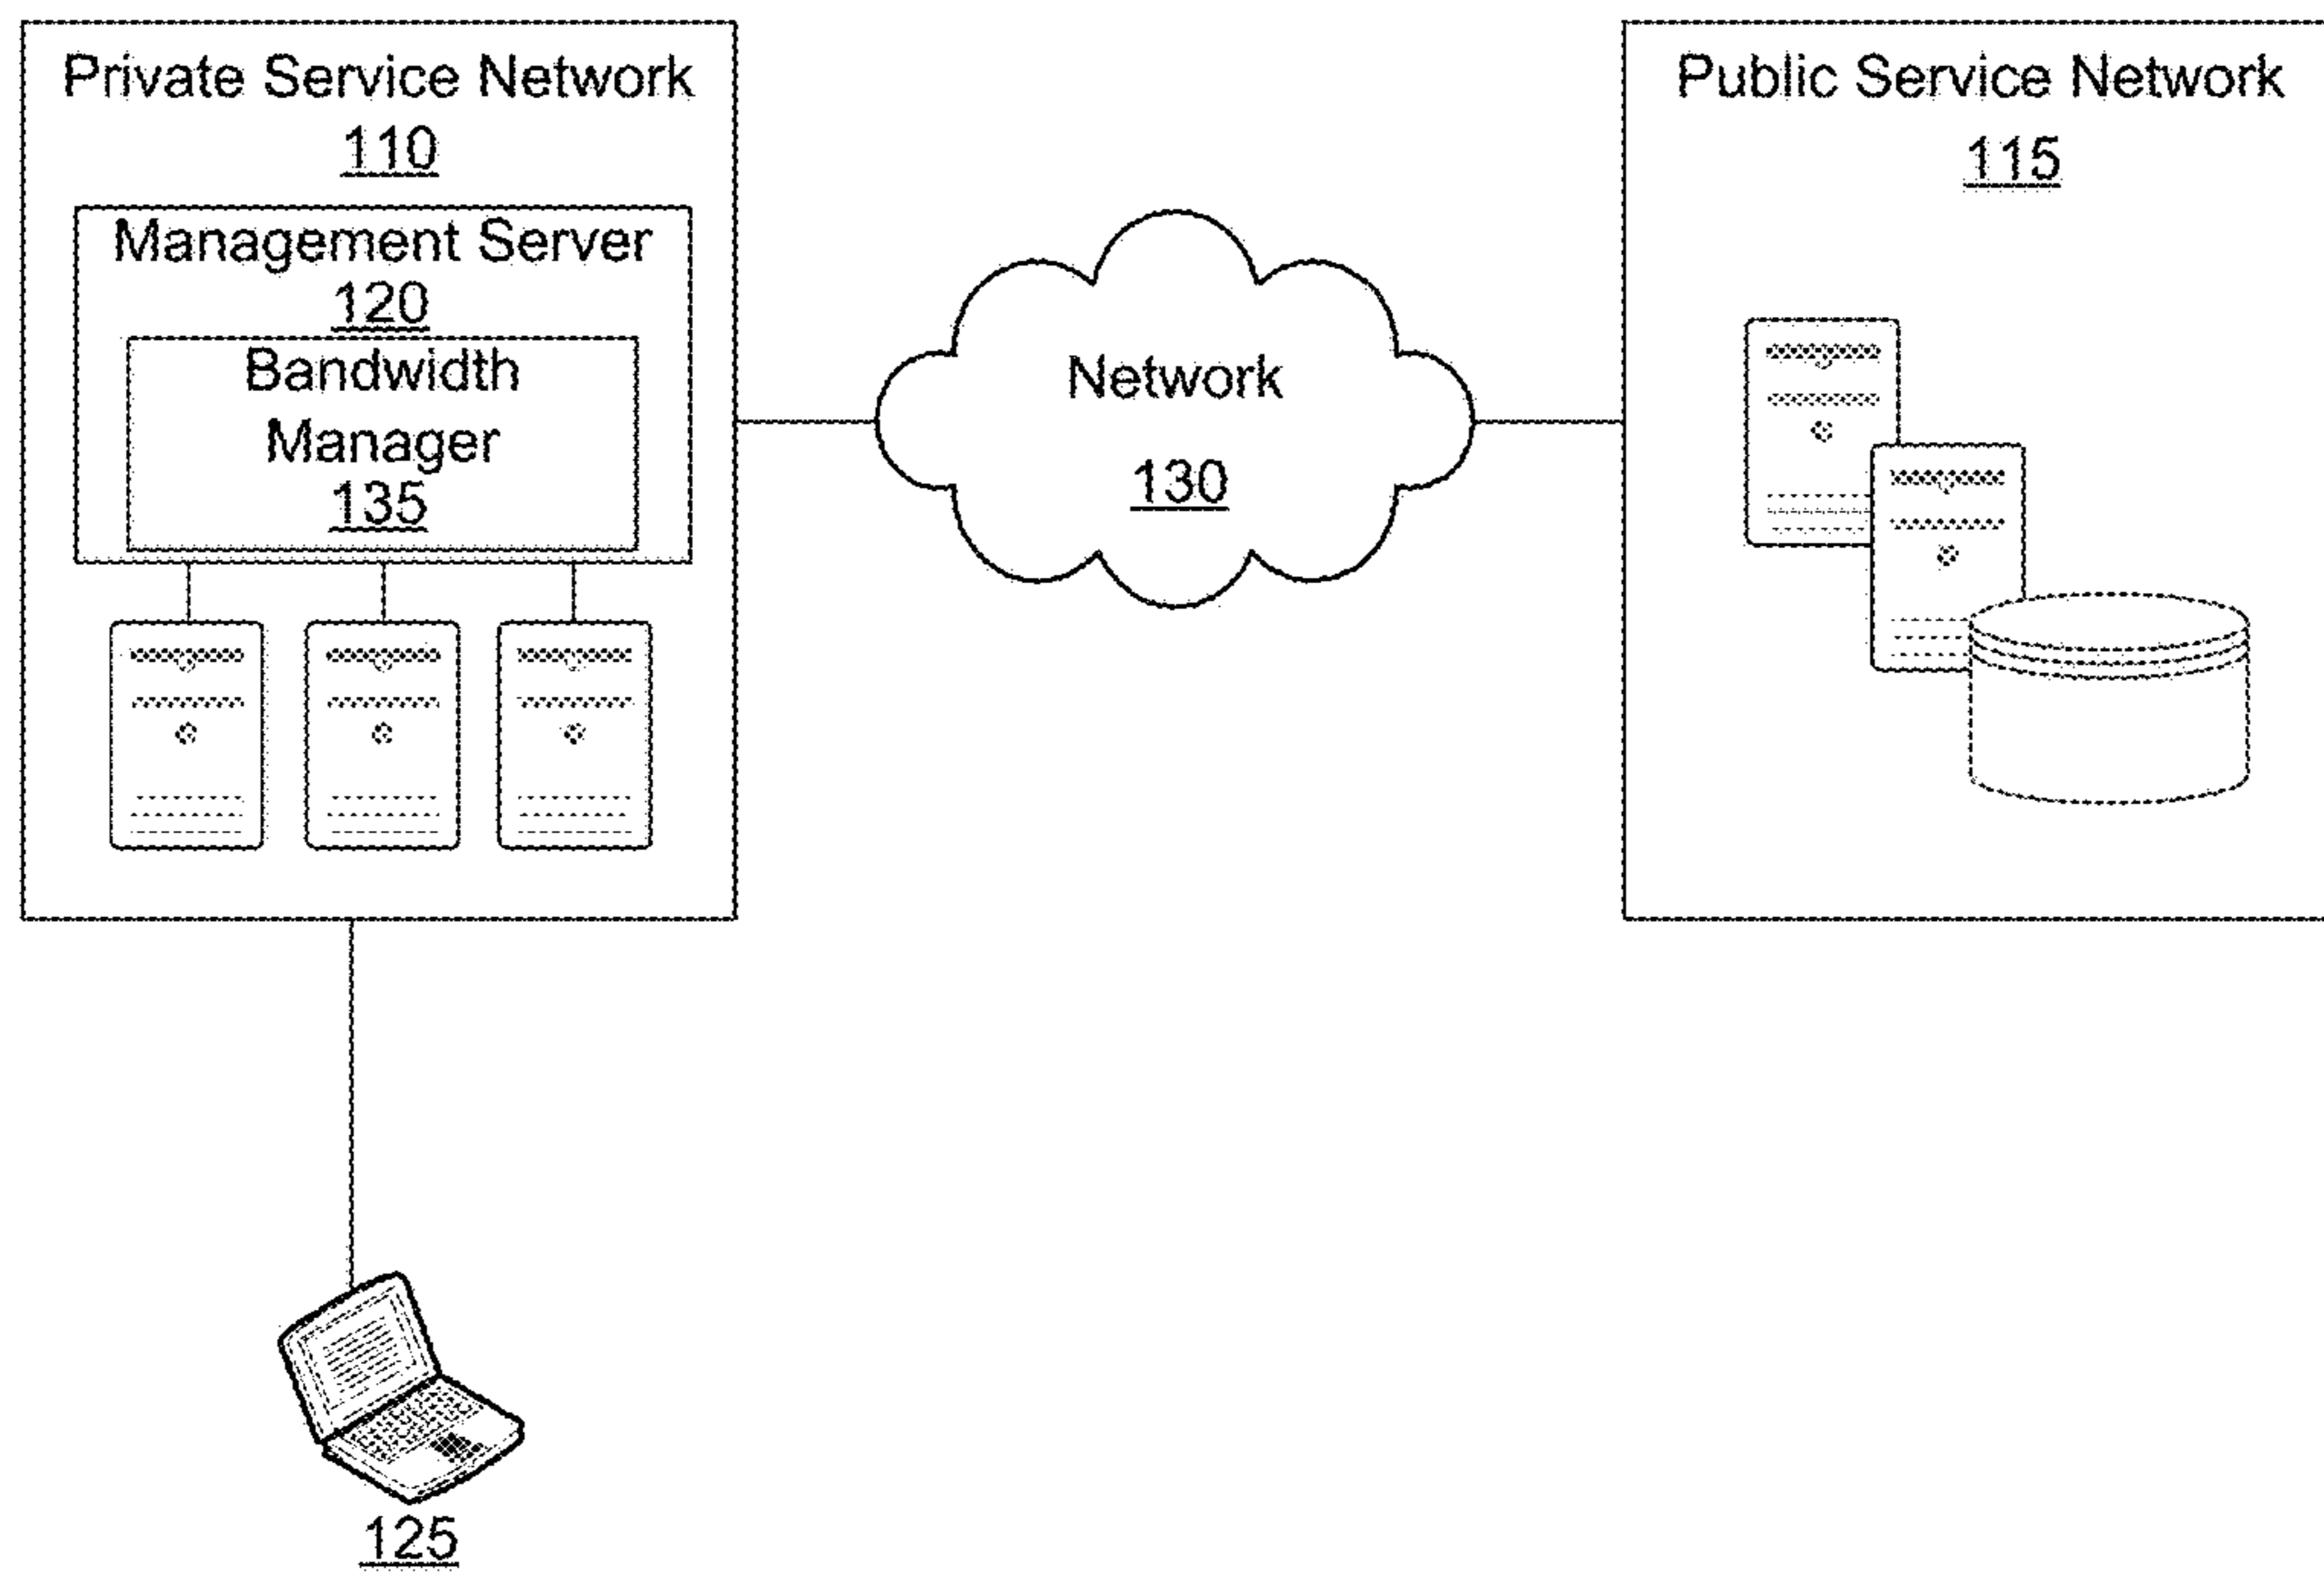 Private Service Network
110
Management Server
120
Bandwidth
Manager
135
Network
130
Public Service Network
115
125